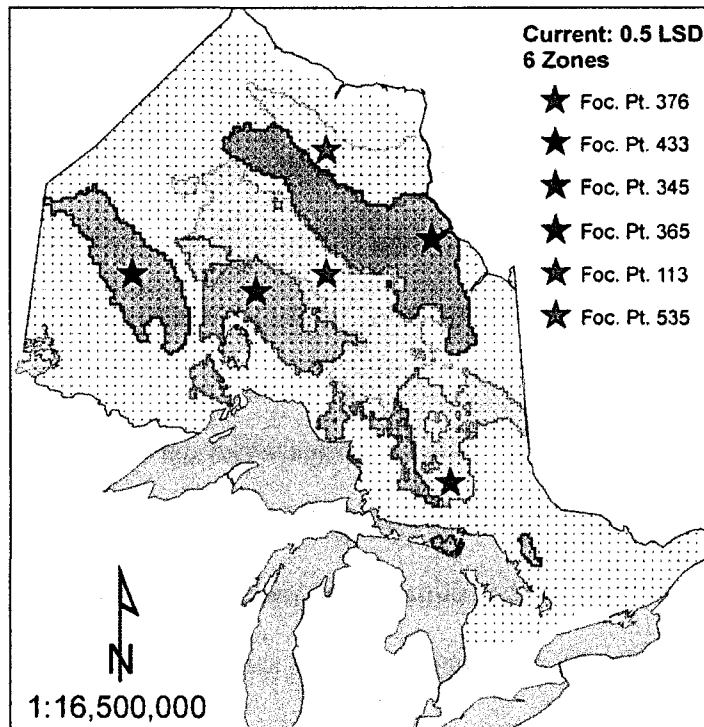 Current: 0.5 LSD
6 Zones
Foc. Pt. 376
Foc. Pt. 433
Foc. Pt. 345
Foc. Pt. 365
Foc. Pt. 113
Foc. Pt. 535
N
1:16,500,000